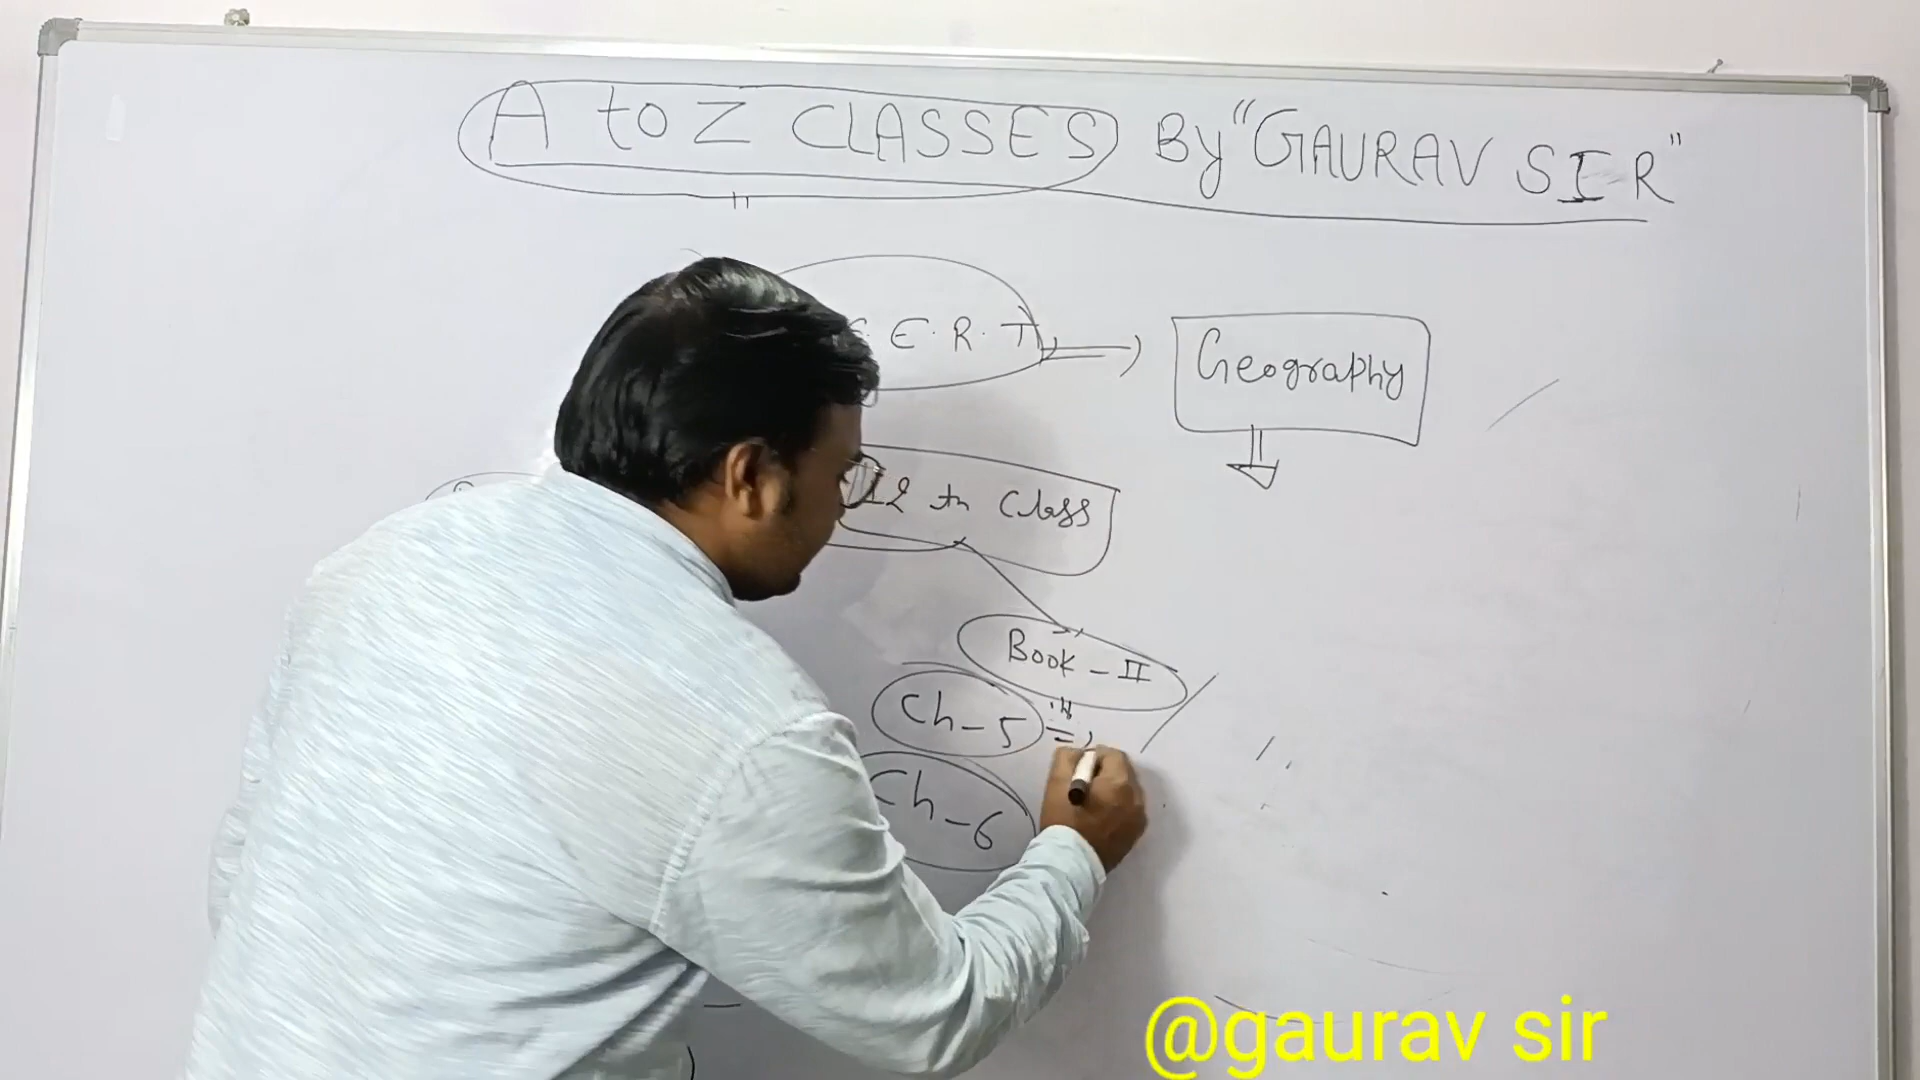 A to Z CLASSES By "GAURAV SIR"
E.R.T
Geography
12 th Class
Book - II
Ch - 5
Ch - 6
@gaurav sir